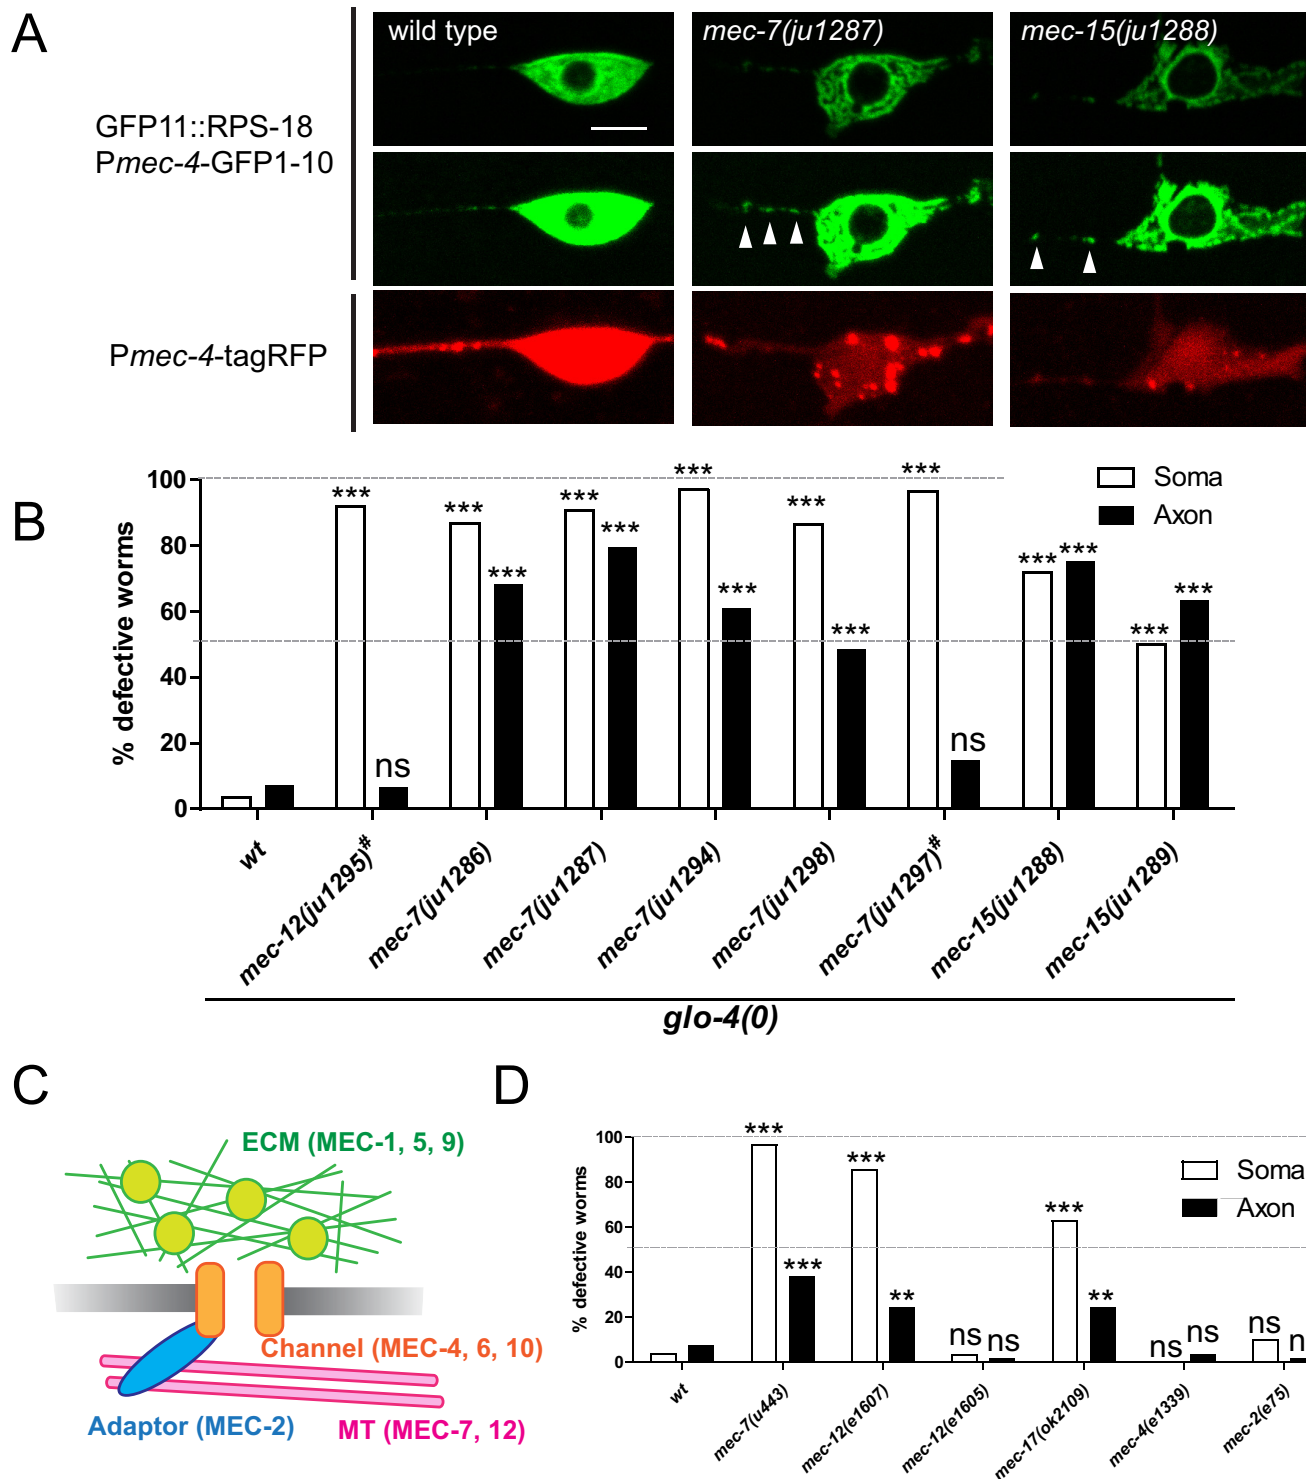 A
wild type
mec-7(ju1287)
mec-15(ju1288)
GFP11::RPS-18
Pmec-4-GFP1-10
Pmec-4-tagRFP
B
% defective worms
100
80
60
40
20
0
*** *** *** *** *** *** *** *** ***
*** *** *** ***
ns
ns
Soma
Axon
wt
mec-12(ju1295)#
mec-7(ju1286)
mec-7(ju1287)
mec-7(ju1294)
mec-7(ju1298)
mec-7(ju1297)#
mec-15(ju1288)
mec-15(ju1289)
glo-4(0)
C
ECM (MEC-1, 5, 9)
Channel (MEC-4, 6, 10)
Adaptor (MEC-2)
MT (MEC-7, 12)
D
% defective worms
100
80
60
40
20
0
*** *** *** *** ** **
ns ns ns ns ns n
Soma
Axon
wt
mec-7(u443)
mec-12(e1607)
mec-12(e1605)
mec-17(ok2109)
mec-4(e1339)
mec-2(e75)